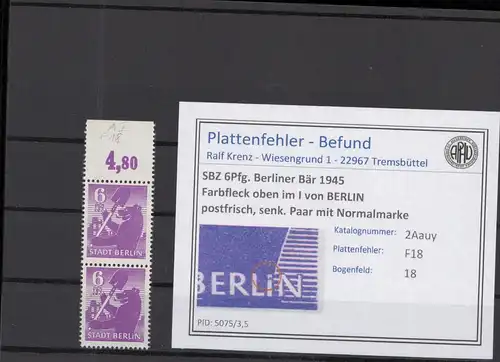 18
4,80
6
STADT BERLIN
6
STADT BERLIN
Plattenfehler - Befund
Ralf Krenz - Wiesengrund 1 - 22967 Tremsbüttel
SBZ 6Pfg. Berliner Bär 1945
Farbfleck oben im I von BERLIN
postfrisch, senk. Paar mit Normalmarke
Katalognummer: 2Aauy
Plattenfehler: F18
Bogenfeld: 18
BERLIN
PID: 5075/3,5